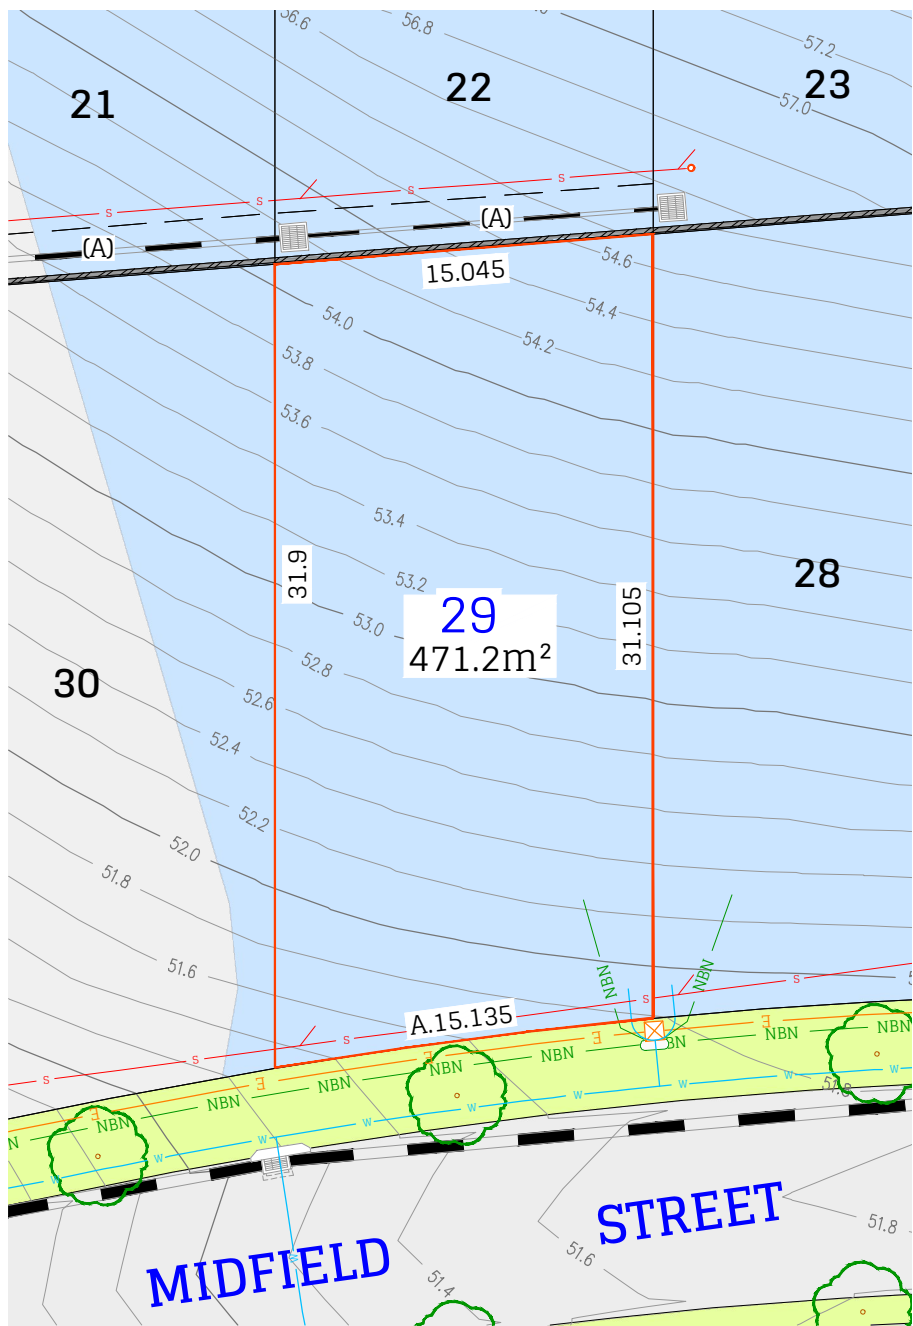 56.6
56.8
57.2
21
22
23
57.0
S
S
S
S
(A)
(A)
15.045
54.6
54.4
54.0
54.2
53.8
53.6
53.4
31.9
53.2
28
31.105
29
53.0
471.2m²
52.8
30
52.6
52.4
52.2
52.0
51.8
51.6
NBN
NBN
S
S
A.15.135
S
S
S
E
E
E
E
E
NBN
NBN
NBN
NBN
NBN
NBN
NBN
BN
N
51.8
W
W
W
W
W
W
W
W
W
STREET
51.8
51.6
MIDFIELD
51.4